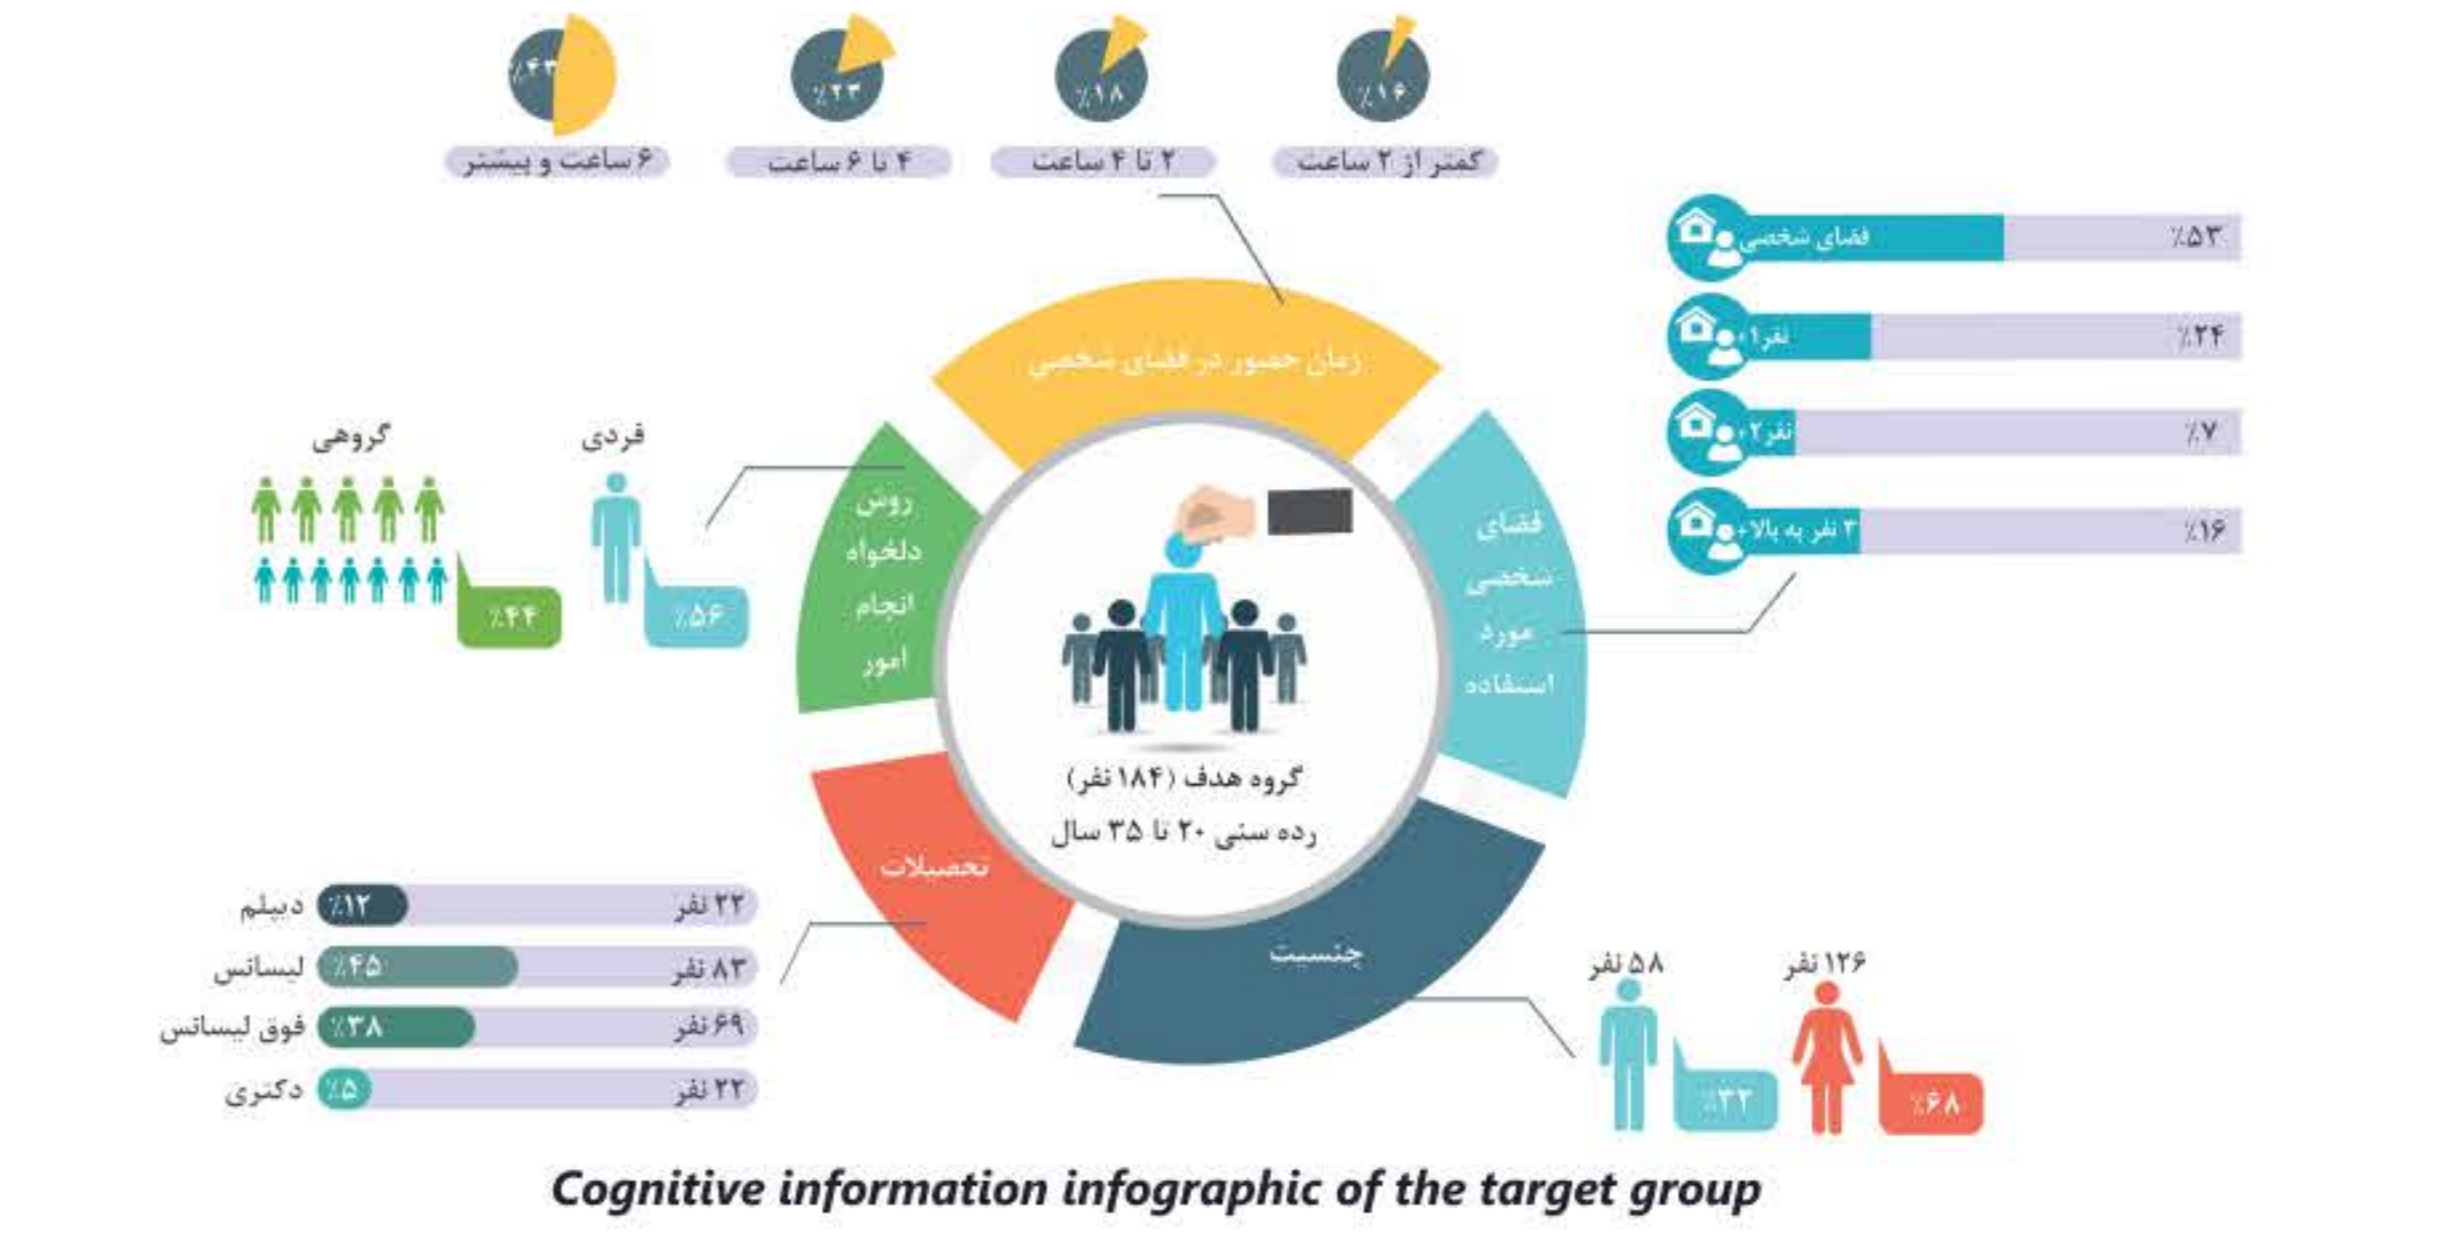 ٪۱۶
٪۱۸
٪۲۳
٪۴۳
کمتر از ۲ ساعت
۲ تا ۴ ساعت
۴ تا ۶ ساعت
۶ ساعت و پیشتر
زمان حضور در فضای شخصی
فضای شخصی ٪۵۳
۱نفر+ ٪۲۴
۲نفر+ ٪۷
۳ نفر به بالا+ ٪۱۶
فضای
شخصی
مورد
استفاده
فردی
گروهی
٪۵۶
٪۴۴
روش
دلخواه
انجام
امور
گروه هدف (۱۸۴ نفر)
رده سنی ۲۰ تا ۳۵ سال
تحصیلات
دیپلم ٪۱۲ ۲۲ نفر
لیسانس ٪۴۵ ۸۳ نفر
فوق لیسانس ٪۳۸ ۶۹ نفر
دکتری ٪۵ ۲۲ نفر
جنسیت
۱۲۶ نفر
۵۸ نفر
٪۶۸
Cognitive information infographic of the target group